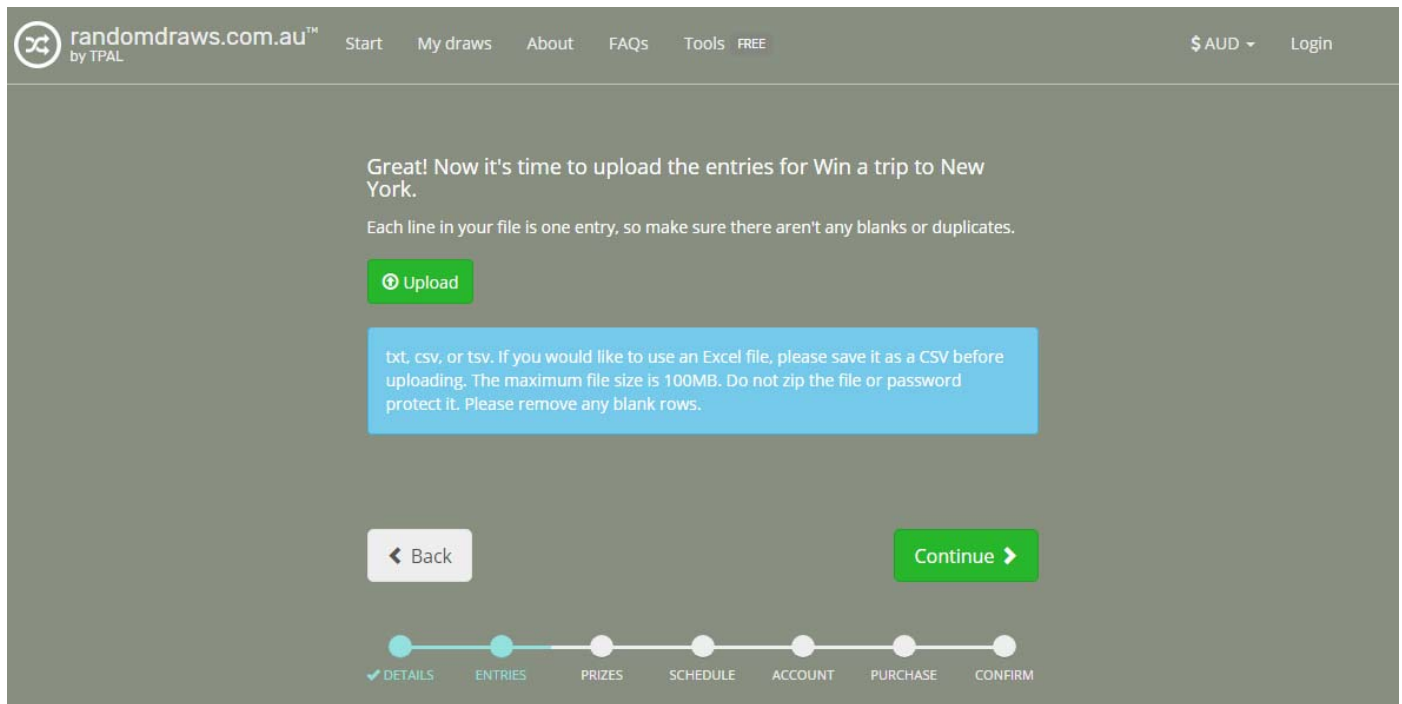 randomdraws.com.au™
by TPAL
Start My draws About FAQs Tools FREE $ AUD Login
Great! Now it's time to upload the entries for Win a trip to New
York.
Each line in your file is one entry, so make sure there aren't any blanks or duplicates.
Upload
txt, csv, or tsv. If you would like to use an Excel file, please save it as a CSV before
uploading. The maximum file size is 100MB. Do not zip the file or password
protect it. Please remove any blank rows.
Back Continue
DETAILS ENTRIES PRIZES SCHEDULE ACCOUNT PURCHASE CONFIRM